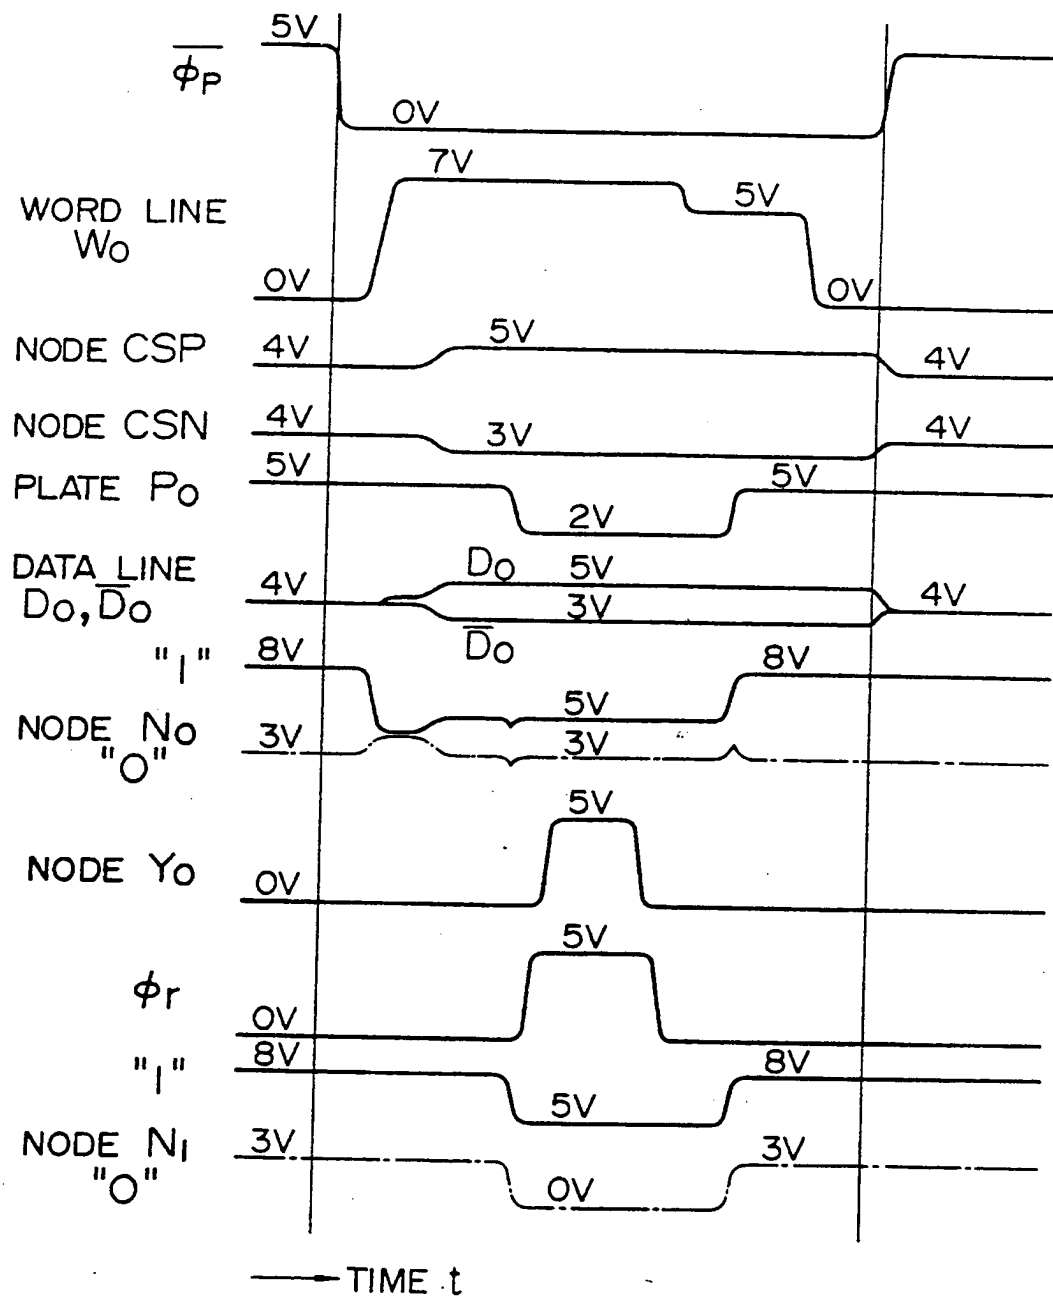 5V
φP
0V
7V
WORD LINE
W0
5V
0V
0V
NODE CSP
4V
5V
4V
NODE CSN
4V
3V
4V
PLATE P0
5V
2V
5V
DATA LINE
D0, D̅0
4V
D0
5V
3V
D̅0
4V
"1"
8V
5V
8V
NODE N0
"0"
3V
3V
5V
NODE Y0
0V
5V
φr
0V
"1"
8V
5V
8V
NODE N1
"0"
3V
0V
3V
TIME t